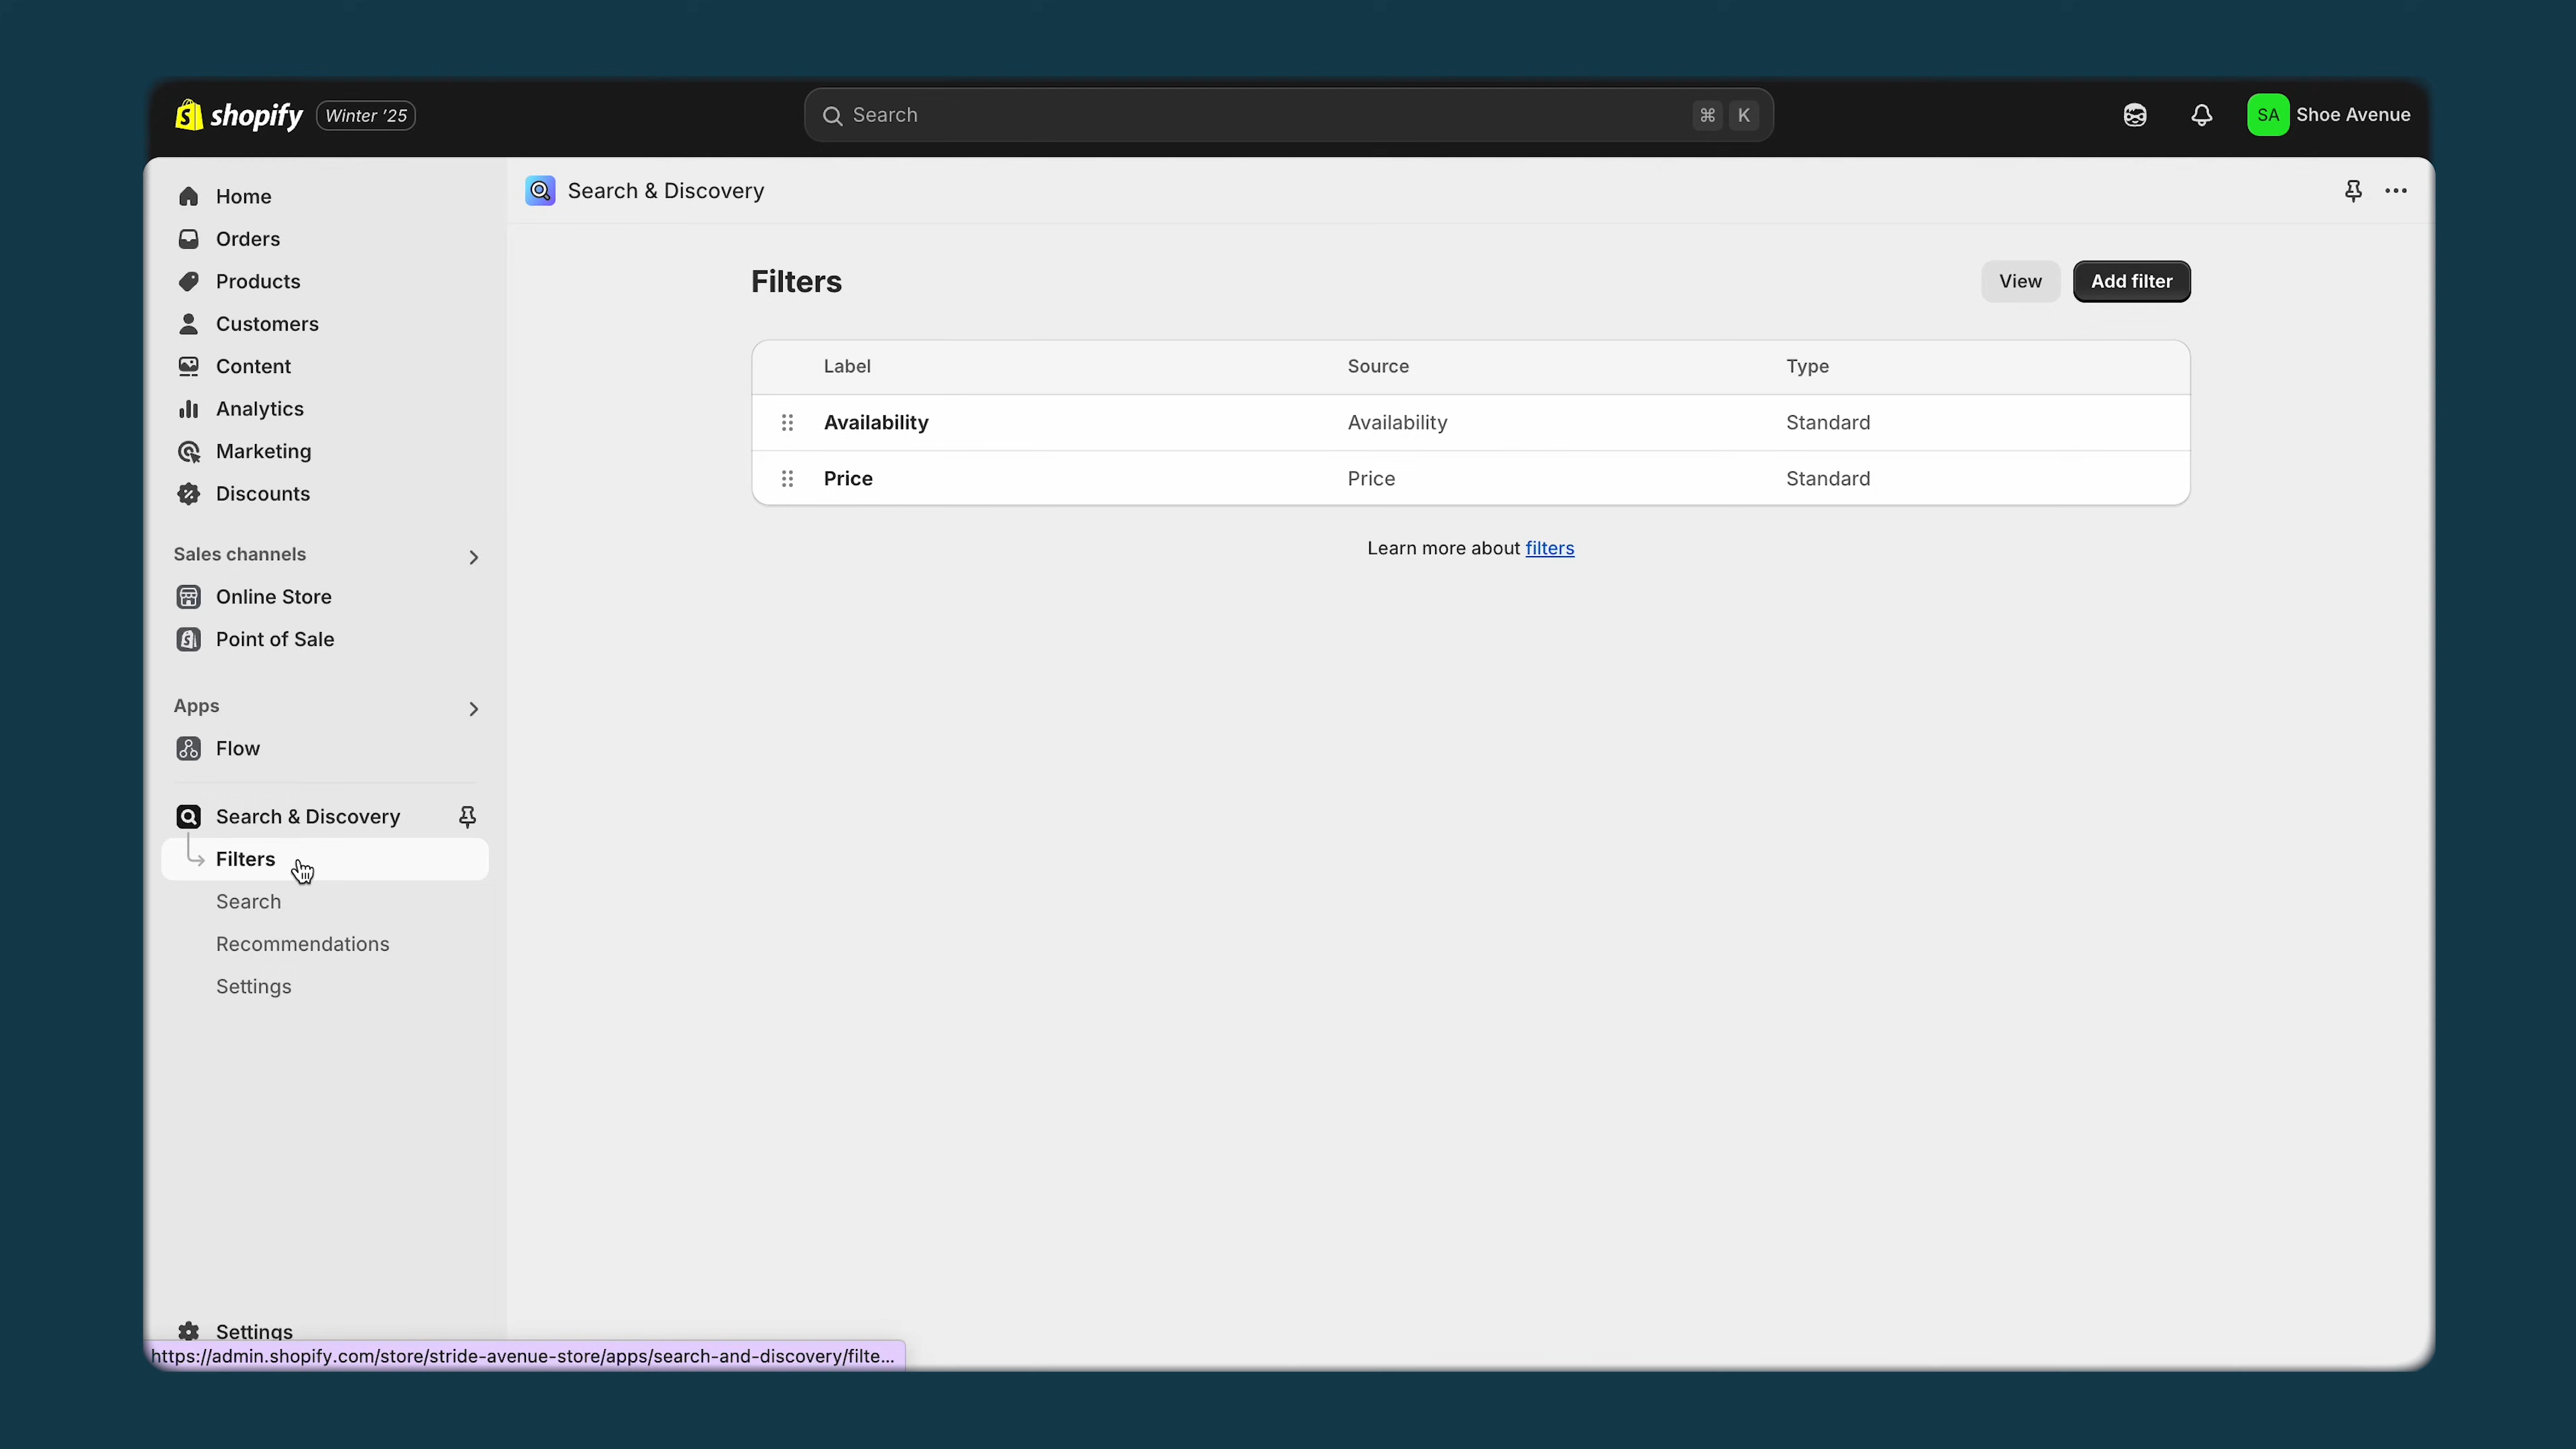 shopify Winter '25
Search
⌘ K
SA Shoe Avenue
Home
Orders
Products
Customers
Content
Analytics
Marketing
Discounts
Sales channels
Online Store
Point of Sale
Apps
Flow
Search & Discovery
Filters
Search
Recommendations
Settings
Settings
https://admin.shopify.com/store/stride-avenue-store/apps/search-and-discovery/filte...
Search & Discovery
Filters
View
Add filter
Label Source Type
Availability Availability Standard
Price Price Standard
Learn more about filters